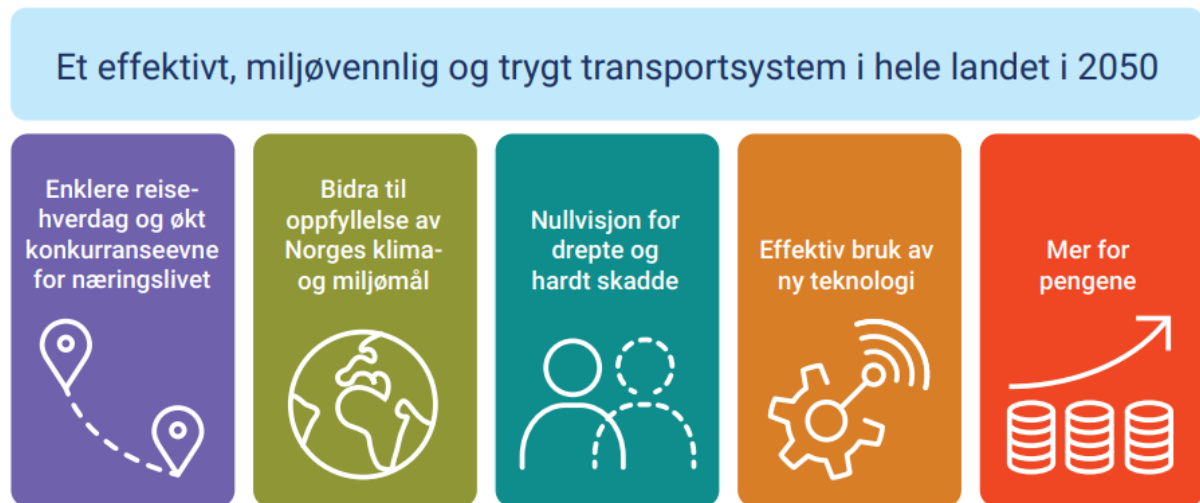 Et effektivt, miljøvennlig og trygt transportsystem i hele landet i 2050
Enklere reise-
hverdag og økt
konkurranseevne
for næringslivet
Bidra til
oppfyllelse av
Norges klima-
og miljømål
Nullvisjon for
drepte og
hardt skadde
Effektiv bruk av
ny teknologi
Mer for
pengene